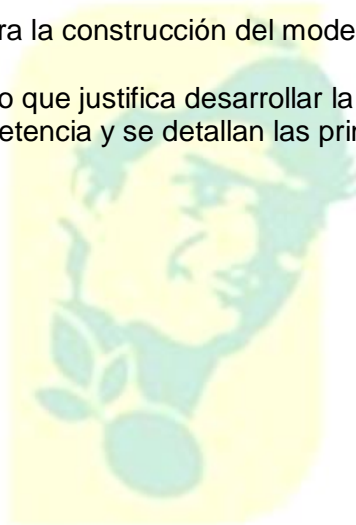 ra la construcción del mode
o que justifica desarrollar la
etencia y se detallan las prin